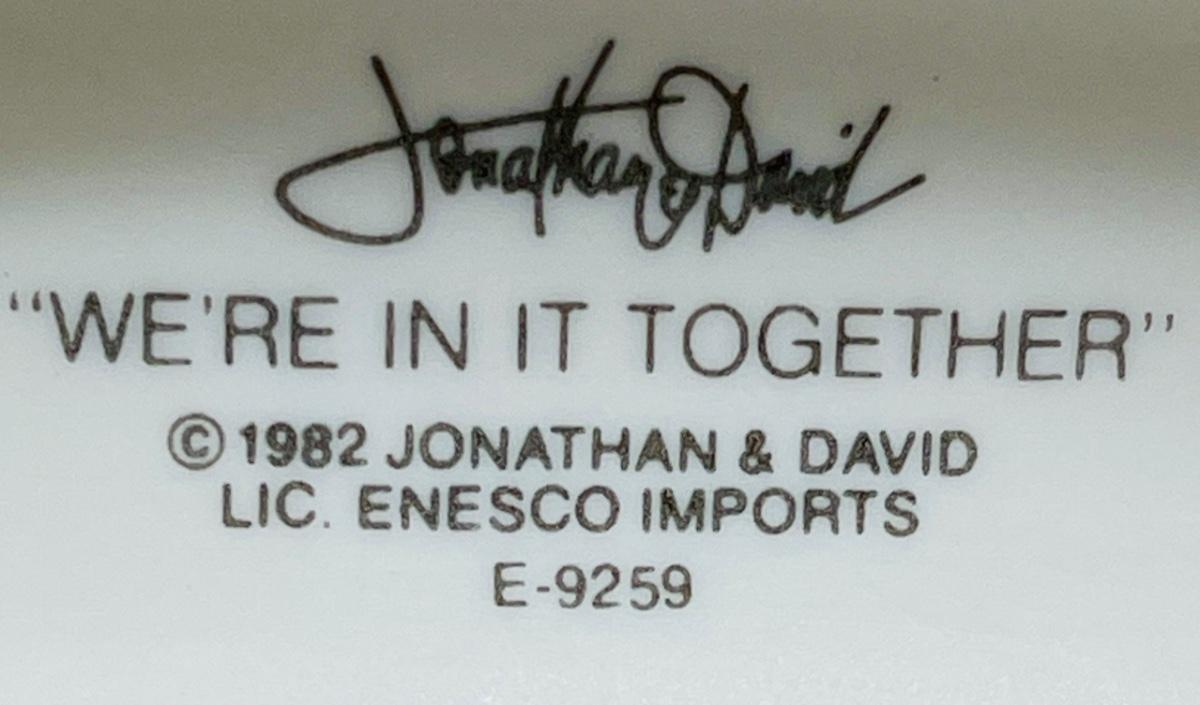 Jonathan & David
“WE'RE IN IT TOGETHER”
© 1982 JONATHAN & DAVID
LIC. ENESCO IMPORTS
E-9259